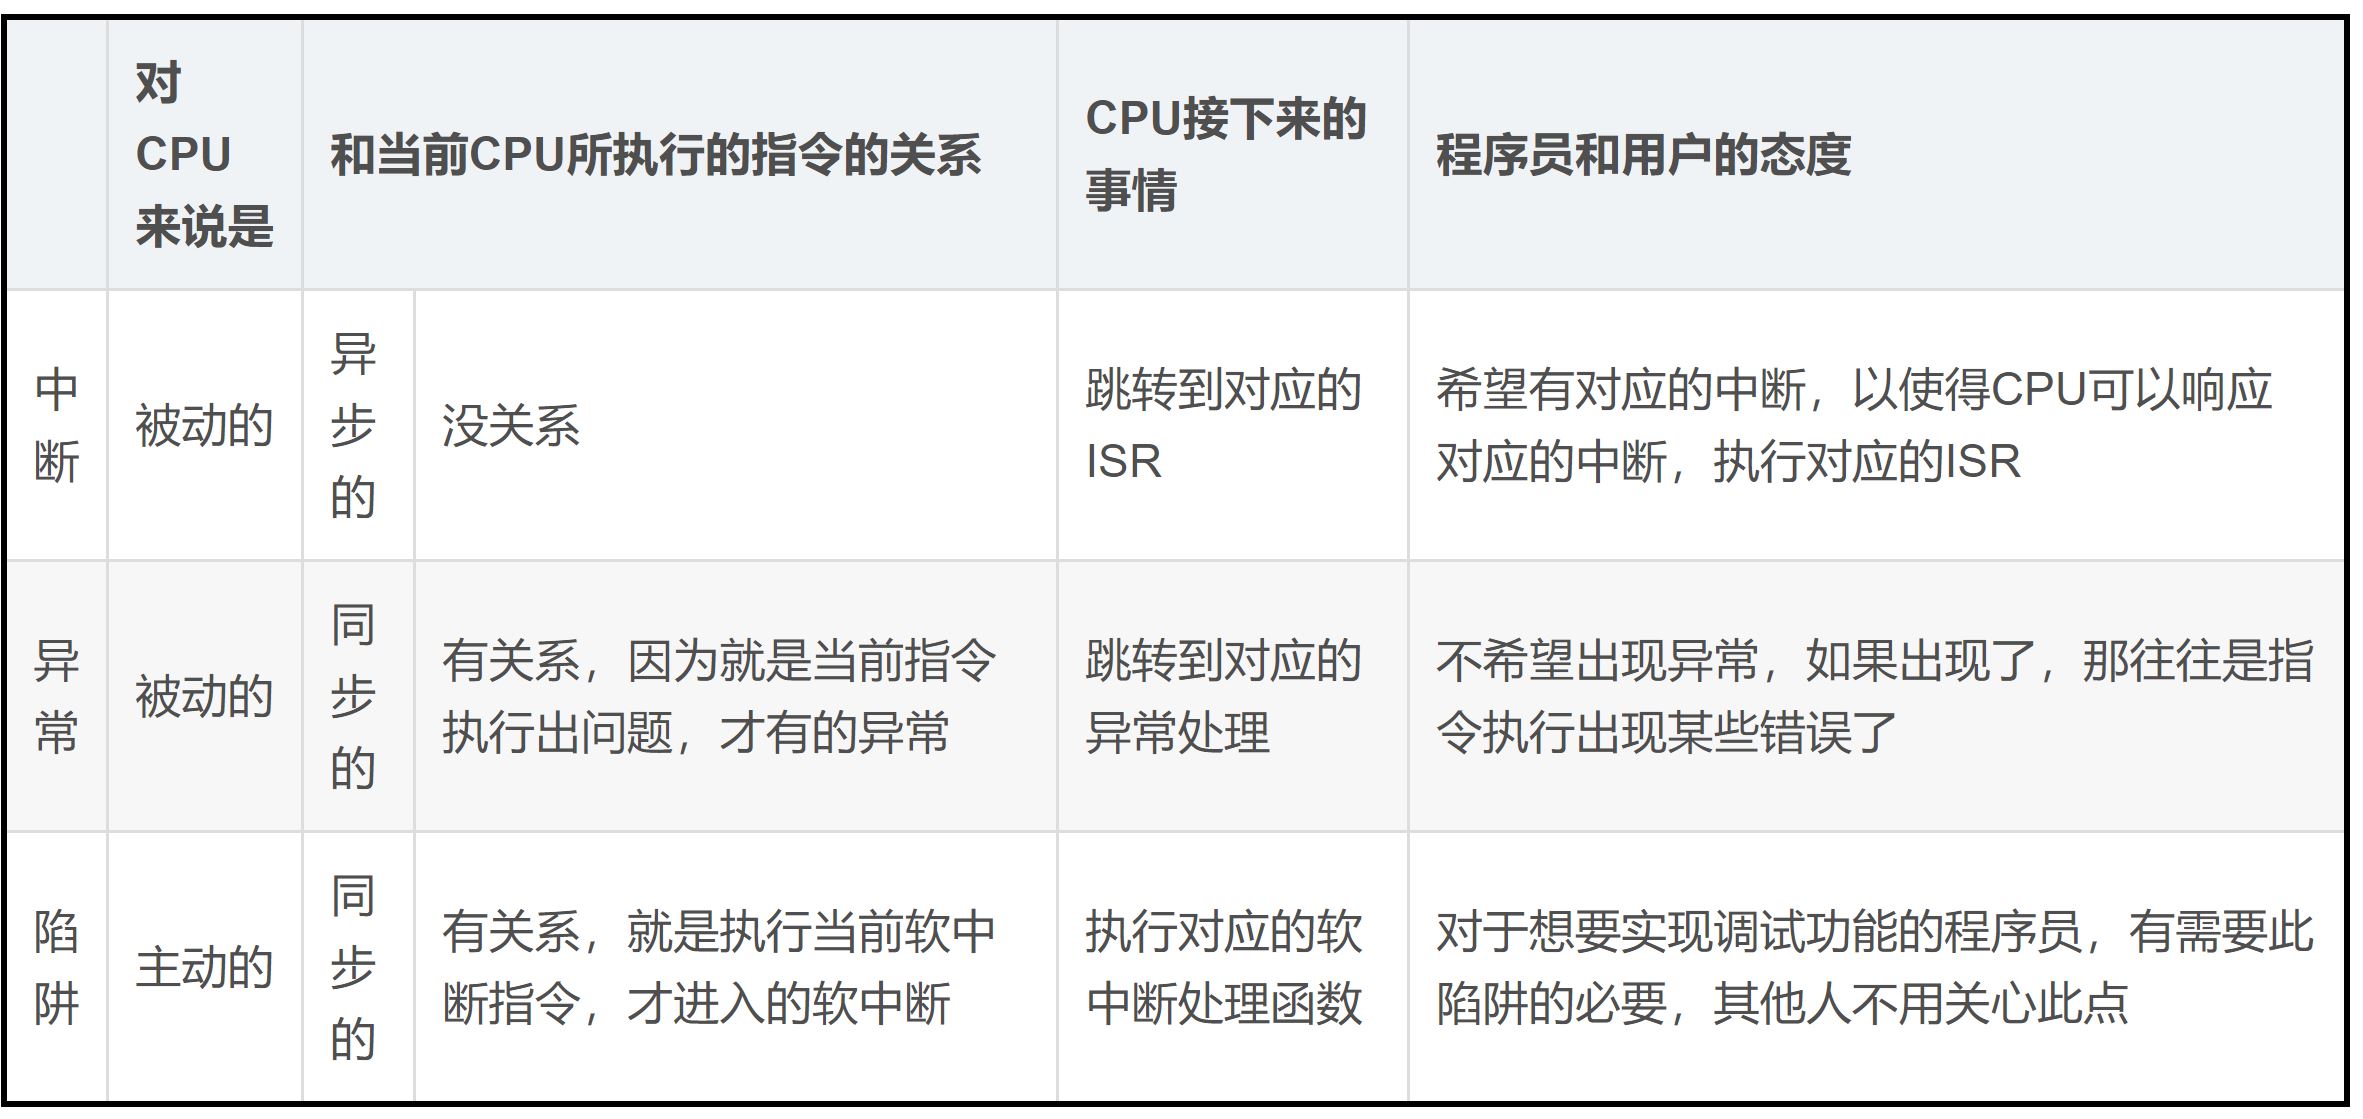 对
CPU
来说是
和当前CPU所执行的指令的关系
CPU接下来的
事情
程序员和用户的态度
中
断
被动的
异
步
的
没关系
跳转到对应的
ISR
希望有对应的中断，以使得CPU可以响应
对应的中断，执行对应的ISR
异
常
被动的
同
步
的
有关系，因为就是当前指令
执行出问题，才有的异常
跳转到对应的
异常处理
不希望出现异常，如果出现了，那往往是指
令执行出现某些错误了
陷
阱
主动的
同
步
的
有关系，就是执行当前软中
断指令，才进入的软中断
执行对应的软
中断处理函数
对于想要实现调试功能的程序员，有需要此
陷阱的必要，其他人不用关心此点